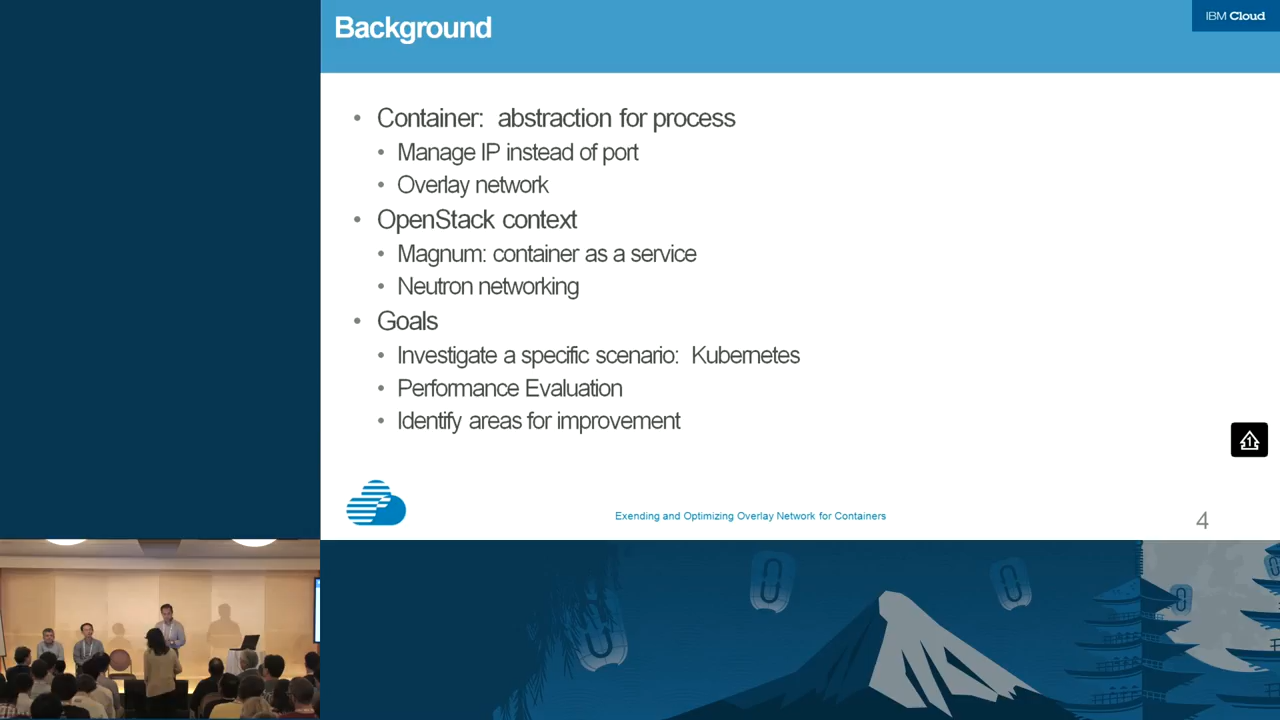 Background
IBM Cloud
• Container: abstraction for process
• Manage IP instead of port
• Overlay network
• OpenStack context
• Magnum: container as a service
• Neutron networking
• Goals
• Investigate a specific scenario: Kubernetes
• Performance Evaluation
• Identify areas for improvement
1
Exending and Optimizing Overlay Network for Containers
4